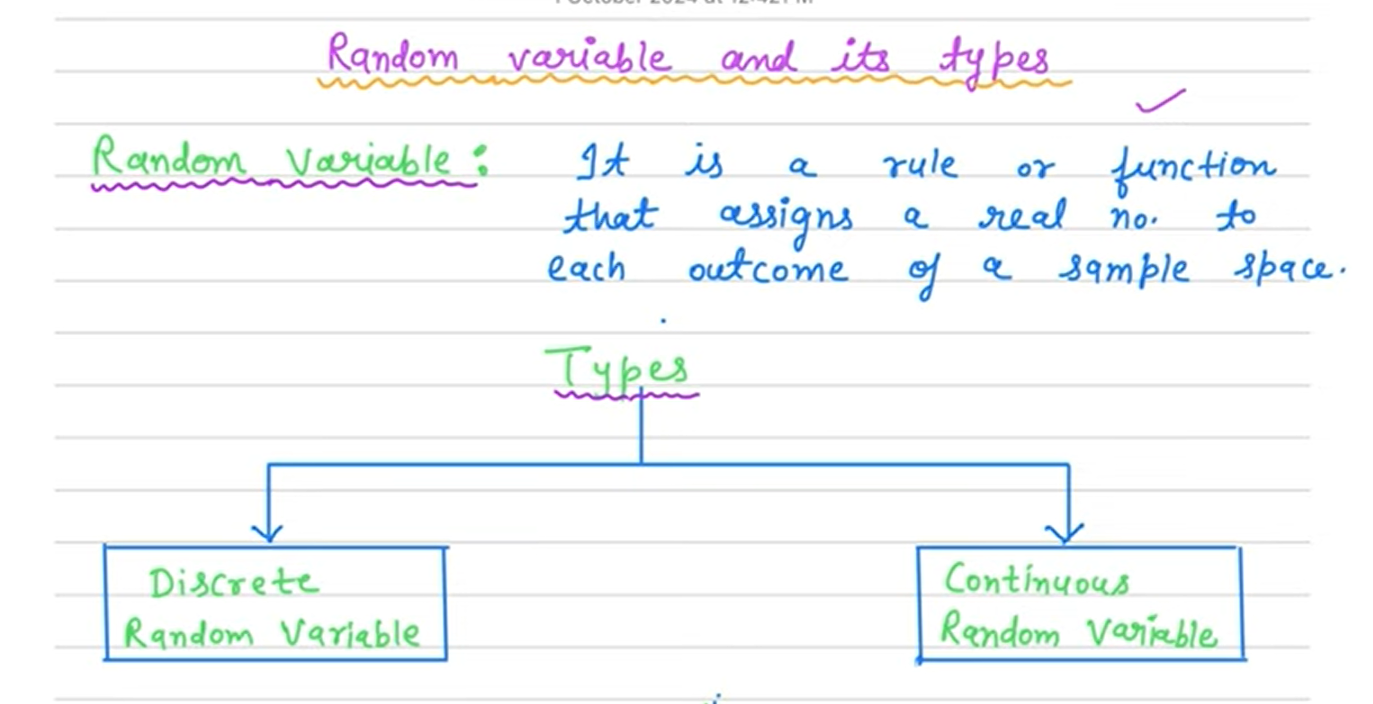 Random variable and its types
Random Variable: It is a rule or function
that assigns a real no. to
each outcome of a sample space.
Types
Discrete
Random Variable
Continuous
Random Variable